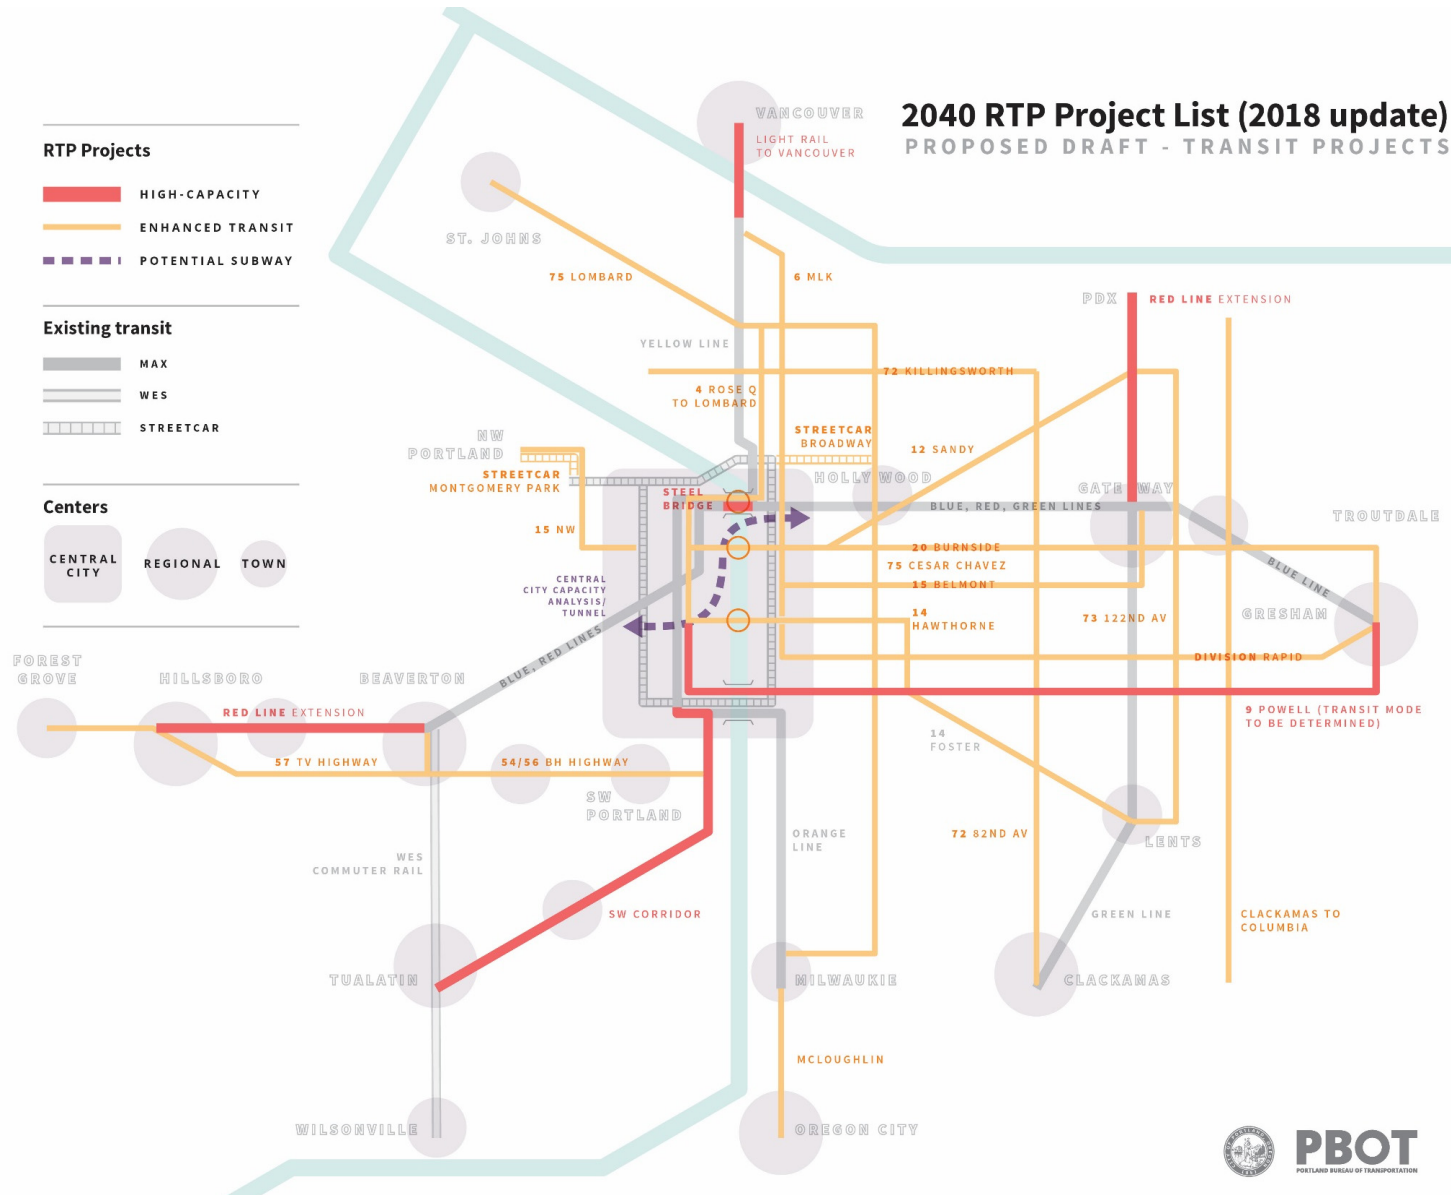 2040 RTP Project List (2018 update)
PROPOSED DRAFT - TRANSIT PROJECTS
RTP Projects
HIGH-CAPACITY
ENHANCED TRANSIT
POTENTIAL SUBWAY
Existing transit
MAX
WES
STREETCAR
Centers
CENTRAL
CITY
REGIONAL
TOWN
VANCOUVER
LIGHT RAIL
TO VANCOUVER
ST. JOHNS
75 LOMBARD
6 MLK
PDX
RED LINE EXTENSION
YELLOW LINE
72 KILLINGSWORTH
4 ROSE Q
TO LOMBARD
NW
PORTLAND
STREETCAR
BROADWAY
12 SANDY
STREETCAR
MONTGOMERY PARK
HOLLYWOOD
STEEL
BRIDGE
GATEWAY
BLUE, RED, GREEN LINES
TROUTDALE
15 NW
20 BURNSIDE
75 CESAR CHAVEZ
15 BELMONT
BLUE LINE
CENTRAL
CITY CAPACITY
ANALYSIS/
TUNNEL
14
HAWTHORNE
73 122ND AV
GRESHAM
BLUE, RED LINES
DIVISION RAPID
FOREST
GROVE
HILLSBORO
BEAVERTON
RED LINE EXTENSION
9 POWELL (TRANSIT MODE
TO BE DETERMINED)
14
FOSTER
57 TV HIGHWAY
54/56 BH HIGHWAY
SW
PORTLAND
ORANGE
LINE
72 82ND AV
LENTS
WES
COMMUTER RAIL
SW CORRIDOR
GREEN LINE
CLACKAMAS TO
COLUMBIA
TUALATIN
MILWAUKIE
CLACKAMAS
MCLOUGHLIN
WILSONVILLE
OREGON CITY
PBOT
PORTLAND BUREAU OF TRANSPORTATION